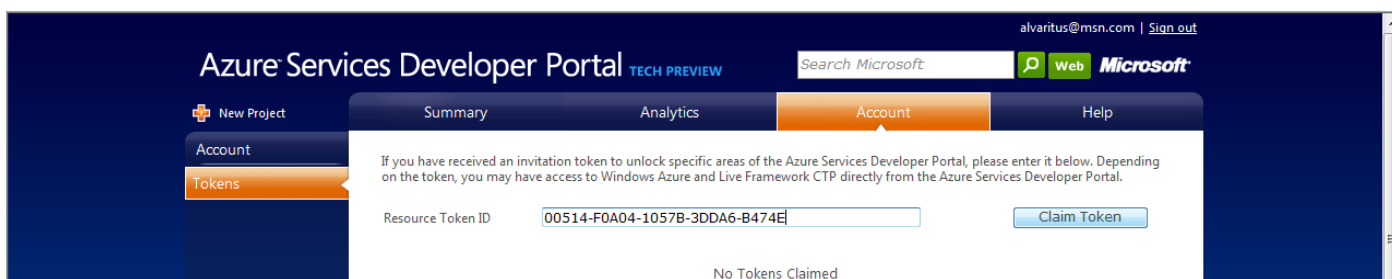 alvaritus@msn.com | Sign out
Azure Services Developer Portal TECH PREVIEW
Search Microsoft
Web
Microsoft
New Project
Summary
Analytics
Account
Help
Account
Tokens
If you have received an invitation token to unlock specific areas of the Azure Services Developer Portal, please enter it below. Depending
on the token, you may have access to Windows Azure and Live Framework CTP directly from the Azure Services Developer Portal.
Resource Token ID
00514-F0A04-1057B-3DDA6-B474E
Claim Token
No Tokens Claimed